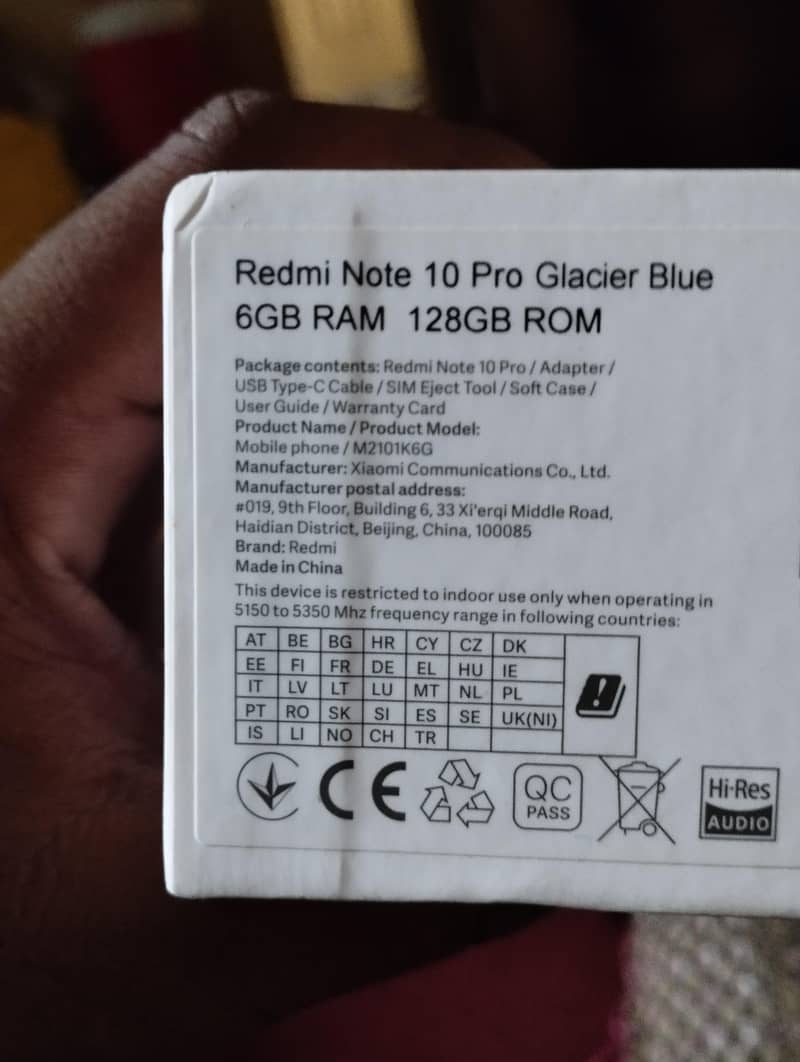 Redmi Note 10 Pro Glacier Blue
6GB RAM 128GB ROM
Package contents: Redmi Note 10 Pro / Adapter /
USB Type-C Cable / SIM Eject Tool / Soft Case /
User Guide / Warranty Card
Product Name / Product Model:
Mobile phone / M2101K6G
Manufacturer: Xiaomi Communications Co., Ltd.
Manufacturer postal address:
#019, 9th Floor, Building 6, 33 Xi'erqi Middle Road,
Haidian District, Beijing, China, 100085
Brand: Redmi
Made in China
This device is restricted to indoor use only when operating in
5150 to 5350 Mhz frequency range in following countries:
AT BE BG HR CY CZ DK
EE FI FR DE EL HU IE
IT LV LT LU MT NL PL
PT RO SK SI ES SE UK(NI)
IS LI NO CH TR
CE
QC
PASS
Hi-Res
AUDIO